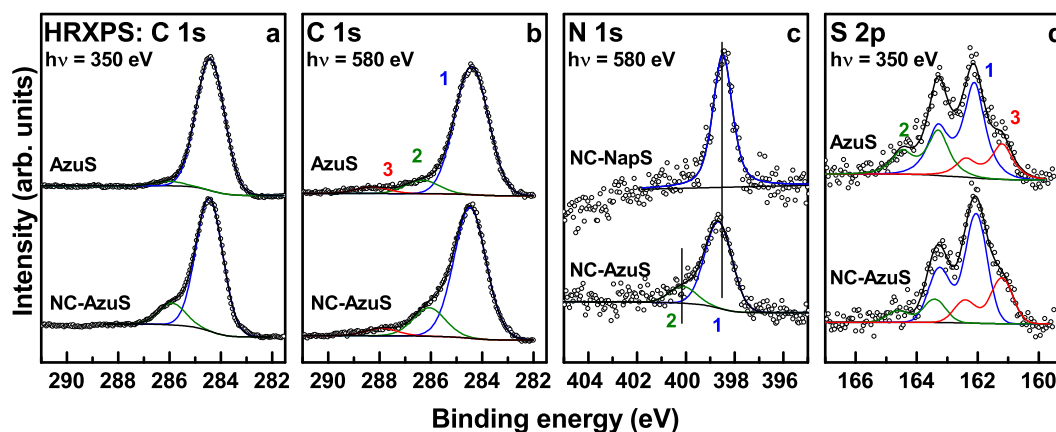 HRXPS: C 1s
a
hν = 350 eV
AzuS
NC-AzuS
290 288 286 284 282
C 1s
b
hν = 580 eV
1
2
3
AzuS
NC-AzuS
290 288 286 284 282
N 1s
c
hν = 580 eV
NC-NapS
NC-AzuS
2
1
404 402 400 398 396
S 2p
d
hν = 350 eV
1
2
3
AzuS
NC-AzuS
166 164 162 160
Intensity (arb. units)
Binding energy (eV)